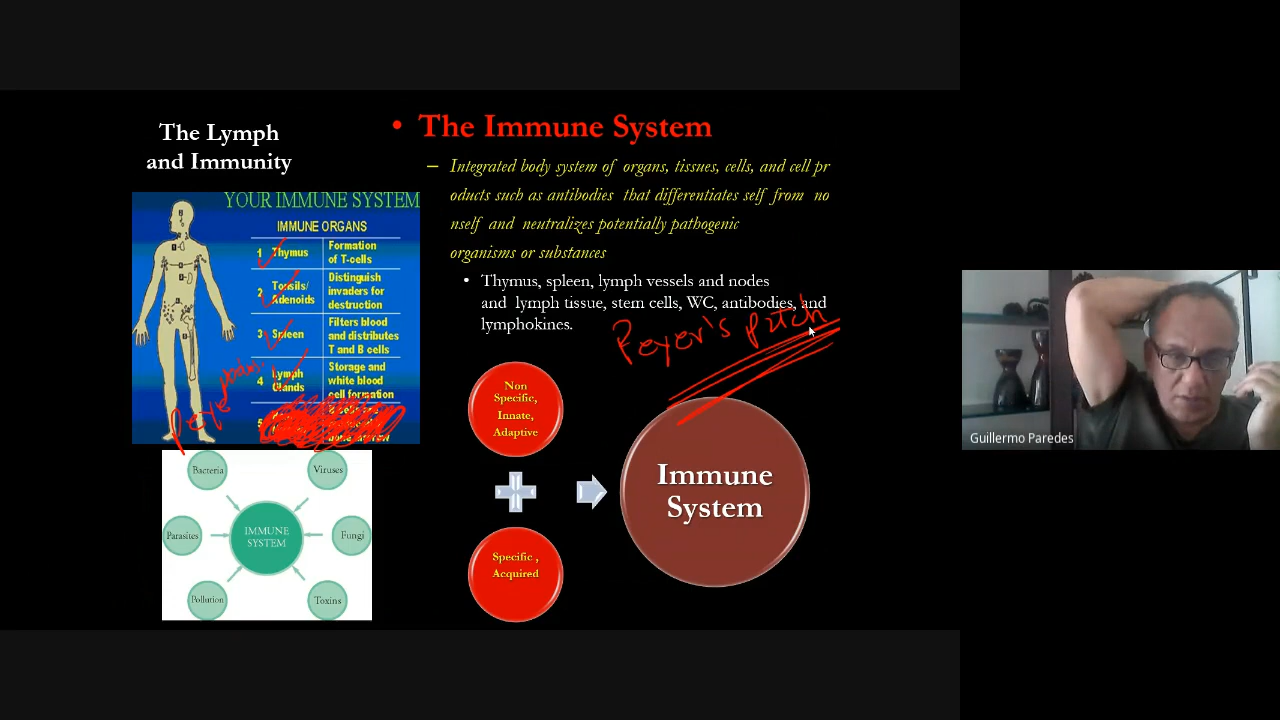 The Lymph
and Immunity
YOUR IMMUNE SYSTEM
IMMUNE ORGANS
1 Thymus
Formation
of T-cells
2 Tonsils/
Adenoids
Distinguish
invaders for
destruction
3 Spleen
Filters blood
and distributes
T and B cells
4 Lymph
Glands
Storage and
white blood
cell formation
5
Bacteria
Viruses
Parasites
IMMUNE
SYSTEM
Fungi
Pollution
Toxins
• The Immune System
– Integrated body system of organs, tissues, cells, and cell pr
oducts such as antibodies that differentiates self from no
nself and neutralizes potentially pathogenic
organisms or substances
• Thymus, spleen, lymph vessels and nodes
and lymph tissue, stem cells, WC, antibodies, and
lymphokines.
Peyer's patch
Non
Specific,
Innate,
Adaptive
Specific ,
Acquired
Immune
System
Guillermo Paredes